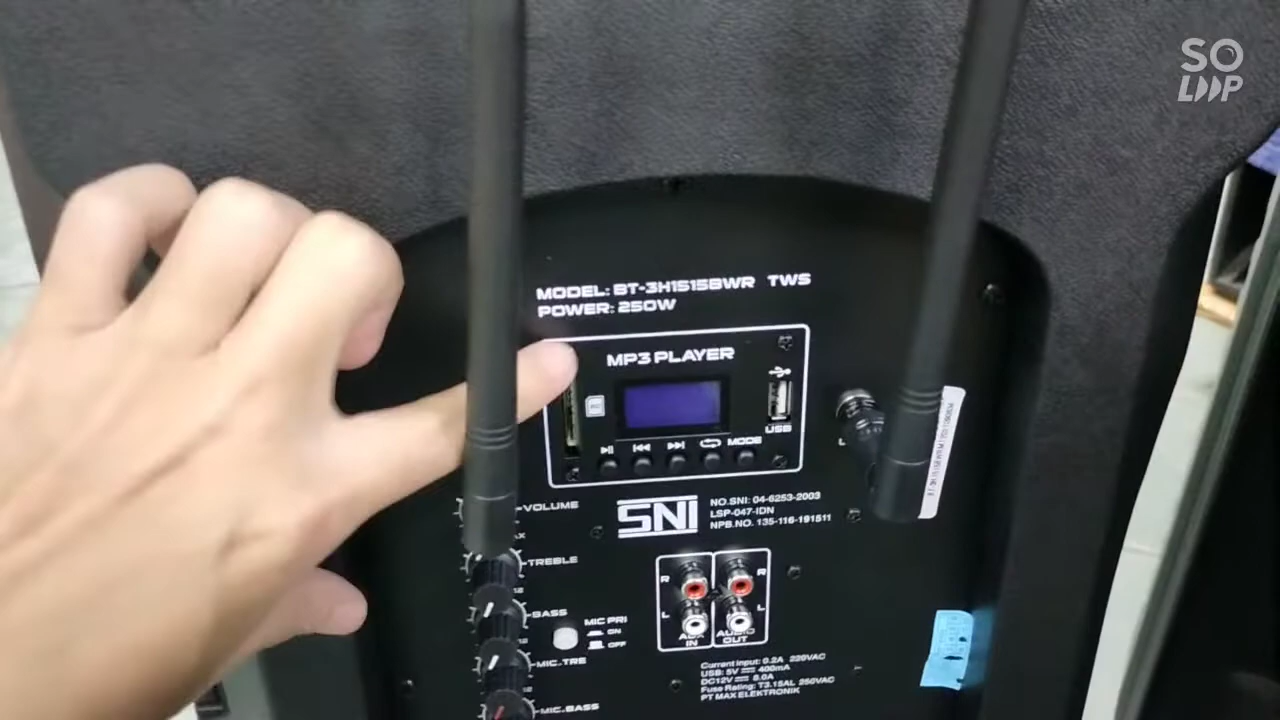 SO
LOOP
MODEL: BT-3H1515BWR TWS
POWER: 250W
MP3 PLAYER
USB
MODE
VOLUME
SNI
NO.SNI: 04-6253-2003
LSP-047-IDN
NPB.NO. 135-116-191511
TREBLE
R
R
L
L
AUX IN
AUDIO OUT
BASS
MIC PRI
ON
OFF
MIC.TRE
MIC.BASS
Current Input: 0.2A 220VAC
USB: 5V 400mA
DC12V 8.0A
Fuse Rating: T3.15AL 250VAC
PT MAX ELEKTRONIK